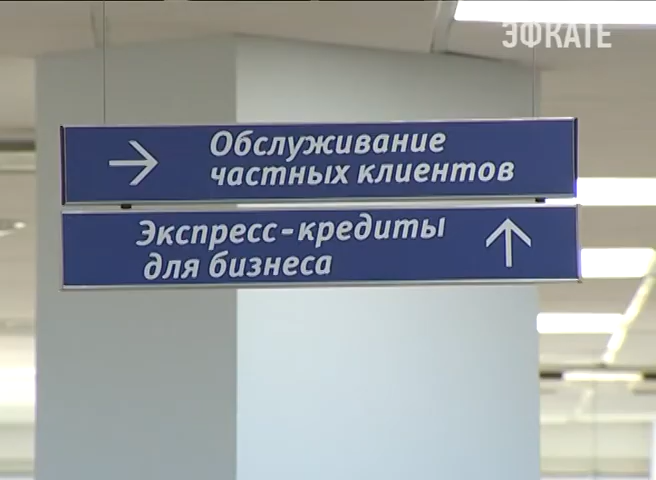 ЭФКАТЕ
Обслуживание
частных клиентов
Экспресс-кредиты
для бизнеса